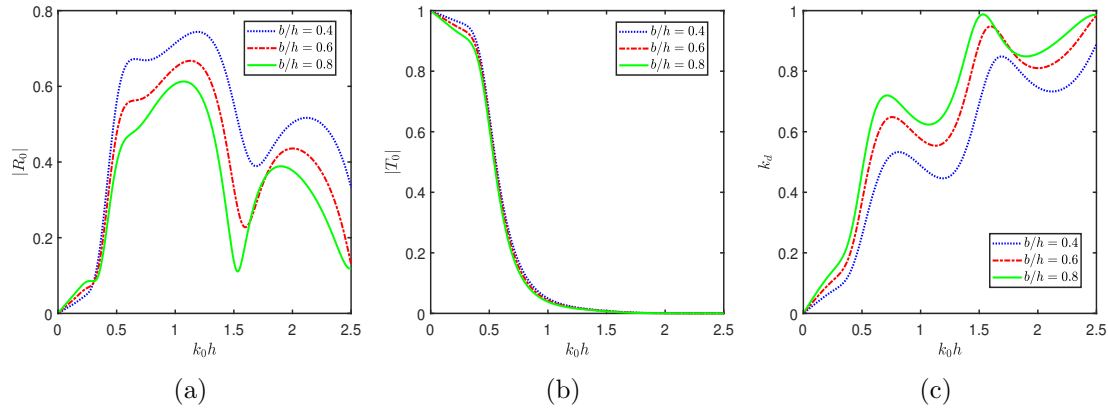 0.8
0.6
0.4
0.2
0
|R₀|
b/h = 0.4
b/h = 0.6
b/h = 0.8
0 0.5 1 1.5 2 2.5
k₀h
(a)
1
0.8
0.6
0.4
0.2
0
|T₀|
b/h = 0.4
b/h = 0.6
b/h = 0.8
0 0.5 1 1.5 2 2.5
k₀h
(b)
1
0.8
0.6
0.4
0.2
0
k_d
b/h = 0.4
b/h = 0.6
b/h = 0.8
0 0.5 1 1.5 2 2.5
k₀h
(c)